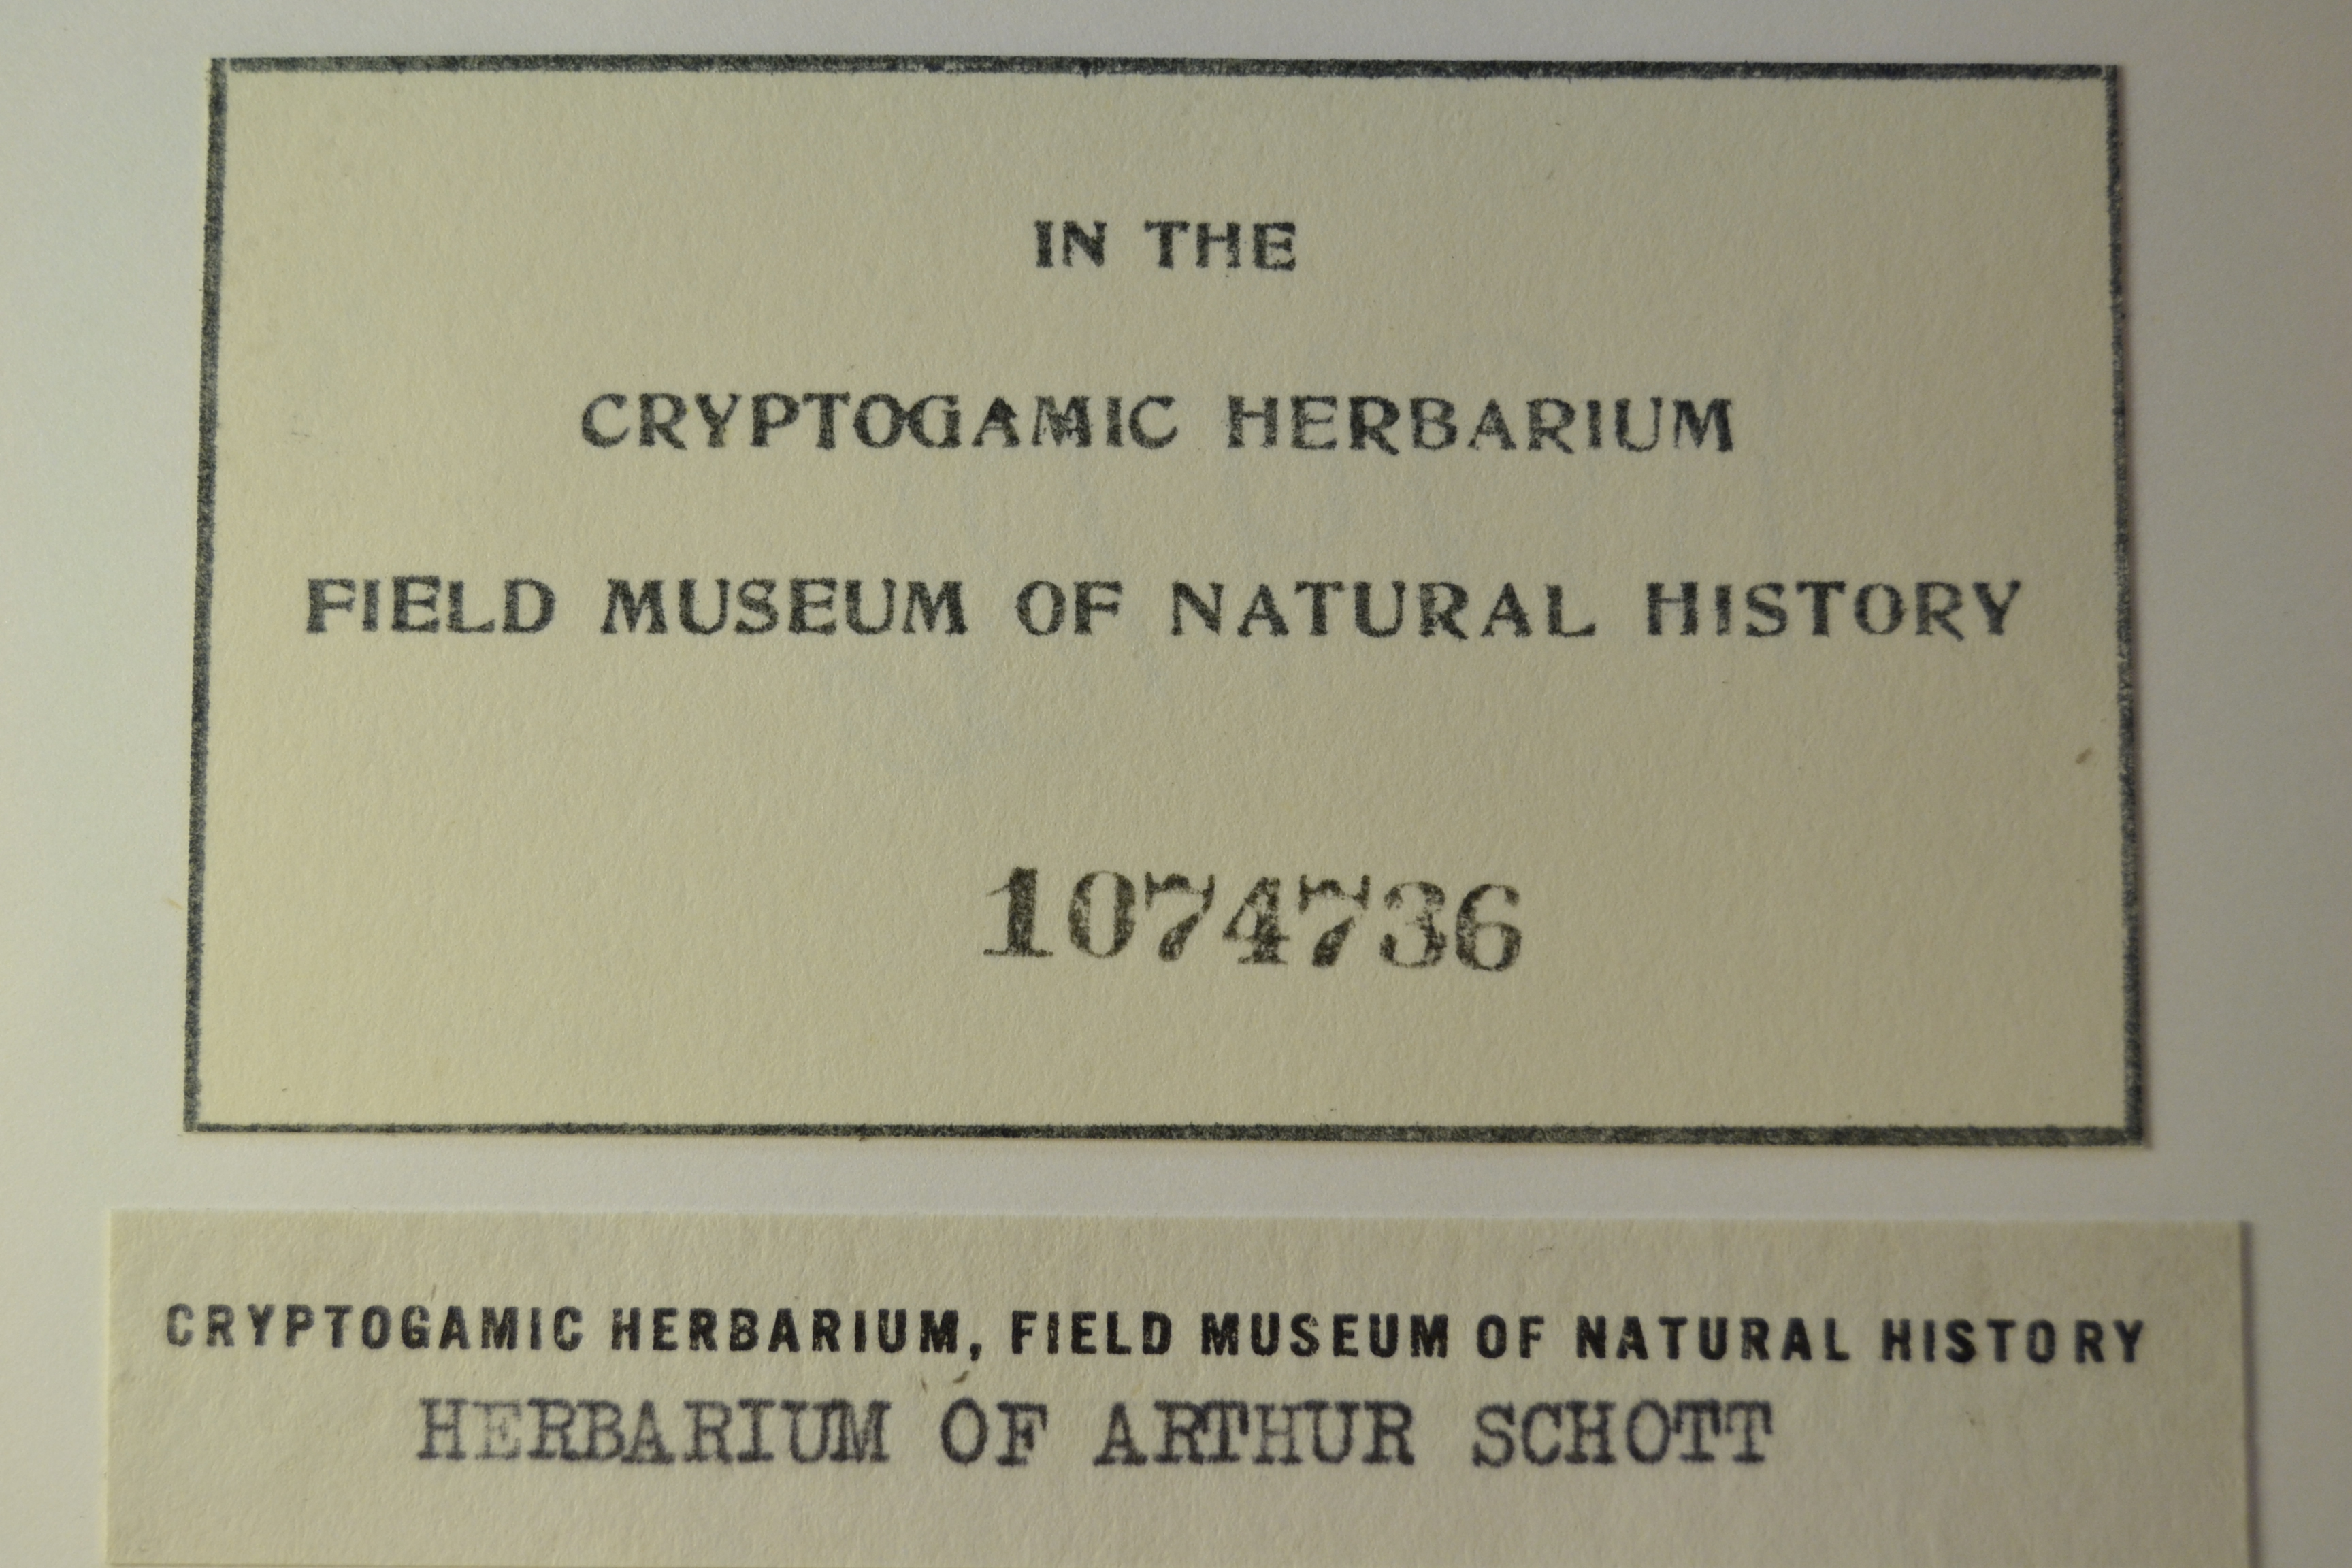 IN THE
CRYPTOGAMIC HERBARIUM
FIELD MUSEUM OF NATURAL HISTORY
1074736
CRYPTOGAMIC HERBARIUM, FIELD MUSEUM OF NATURAL HISTORY
HERBARIUM OF ARTHUR SCHOTT